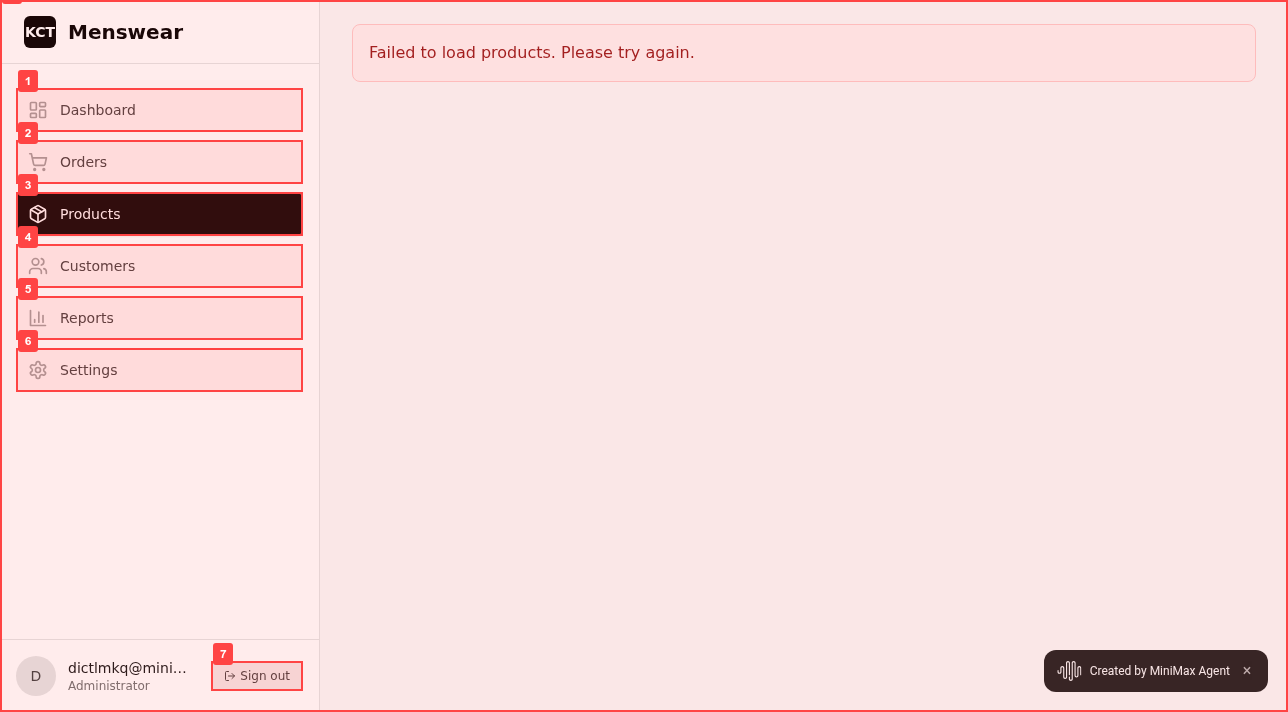 KCT Menswear
1
Dashboard
2
Orders
3
Products
4
Customers
5
Reports
6
Settings
Failed to load products. Please try again.
7
D
dictlmkq@mini...
Administrator
Sign out
Created by MiniMax Agent ×